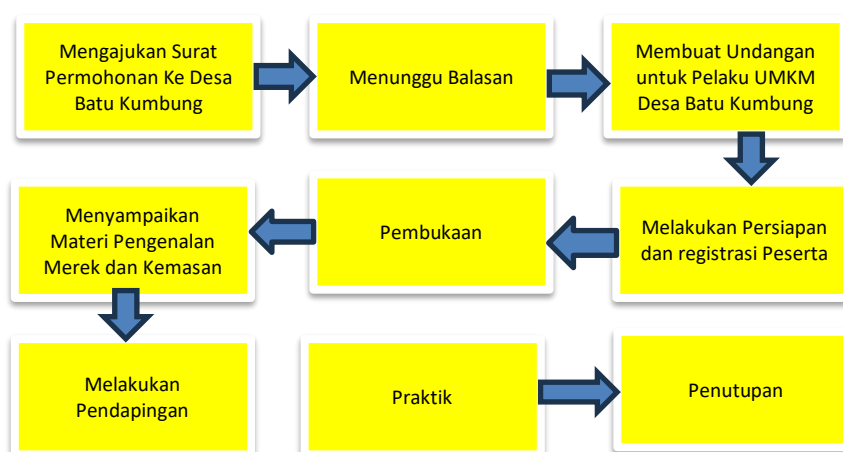 Mengajukan Surat
Permohonan Ke Desa
Batu Kumbung
Menunggu Balasan
Membuat Undangan
untuk Pelaku UMKM
Desa Batu Kumbung
Melakukan Persiapan
dan registrasi Peserta
Pembukaan
Menyampaikan
Materi Pengenalan
Merek dan Kemasan
Melakukan
Pendapingan
Praktik
Penutupan